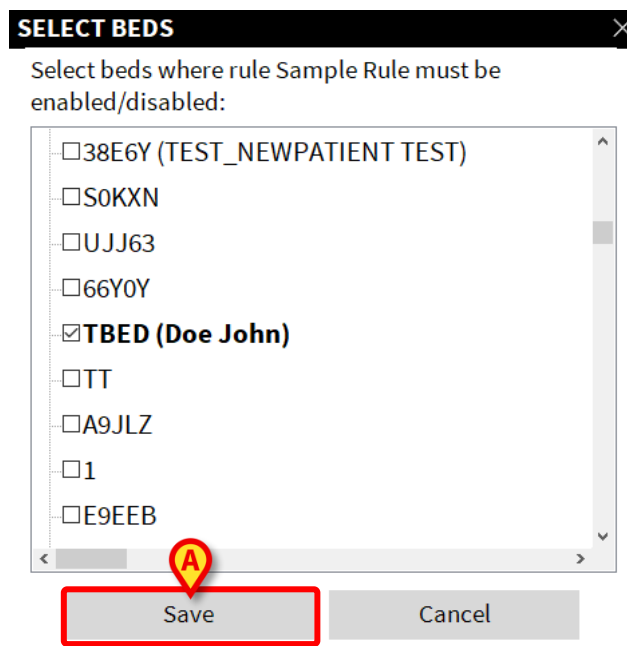 SELECT BEDS
Select beds where rule Sample Rule must be
enabled/disabled:
38E6Y (TEST_NEWPATIENT TEST)
S0KXN
UJJ63
66Y0Y
TBED (Doe John)
TT
A9JLZ
1
E9EEB
A
Save Cancel